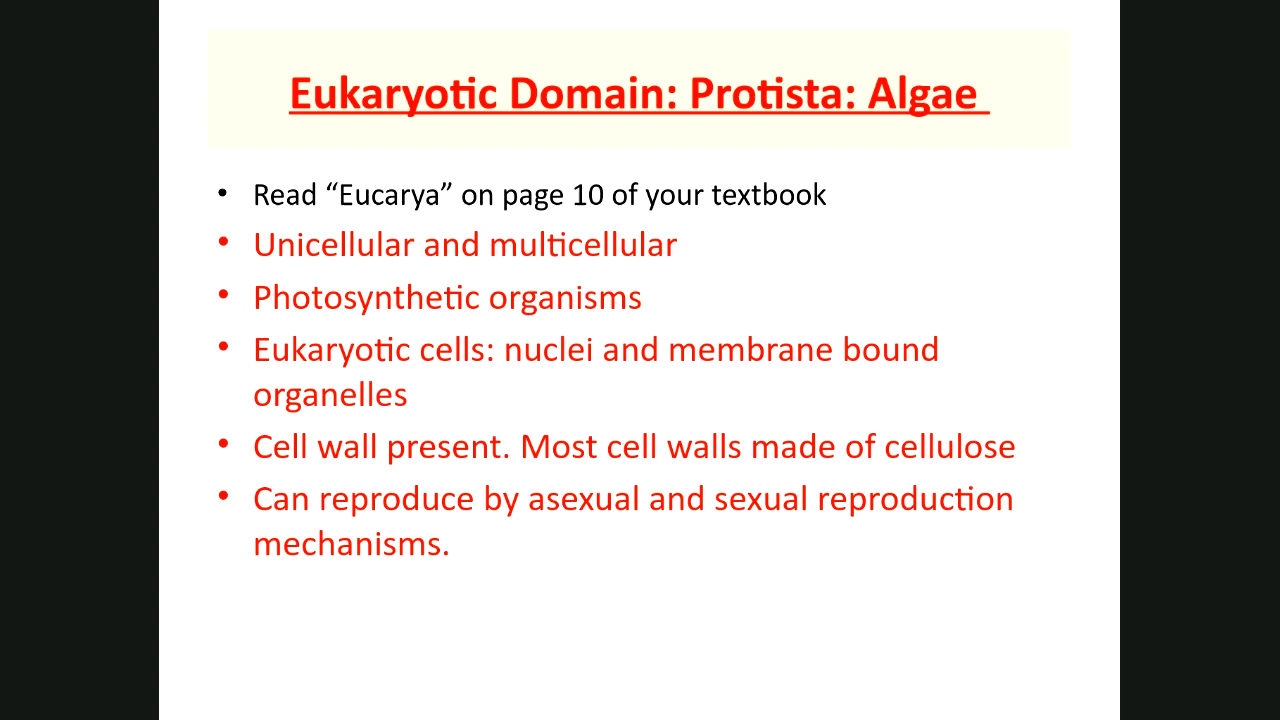 Eukaryotic Domain: Protista: Algae
• Read “Eucarya” on page 10 of your textbook
• Unicellular and multicellular
• Photosynthetic organisms
• Eukaryotic cells: nuclei and membrane bound
organelles
• Cell wall present. Most cell walls made of cellulose
• Can reproduce by asexual and sexual reproduction
mechanisms.